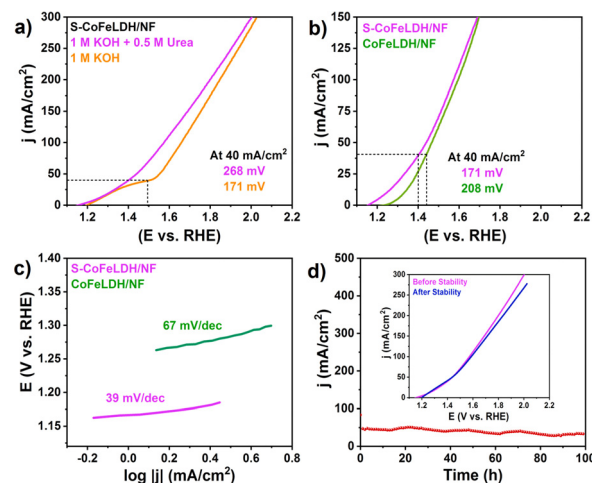 a)
S-CoFeLDH/NF
1 M KOH + 0.5 M Urea
1 M KOH
At 40 mA/cm²
268 mV
171 mV
j (mA/cm²)
300
250
200
150
100
50
0
1.0 1.2 1.4 1.6 1.8 2.0 2.2
(E vs. RHE)
b)
S-CoFeLDH/NF
CoFeLDH/NF
At 40 mA/cm²
171 mV
208 mV
j (mA/cm²)
150
125
100
75
50
25
0
1.0 1.2 1.4 1.6 1.8 2.0 2.2
(E vs. RHE)
c)
S-CoFeLDH/NF
CoFeLDH/NF
67 mV/dec
39 mV/dec
E (V vs. RHE)
1.40
1.35
1.30
1.25
1.20
1.15
1.10
-0.2 0.0 0.2 0.4 0.6 0.8
log |j| (mA/cm²)
d)
j (mA/cm²)
500
400
300
200
100
0
0 20 40 60 80 100
Time (h)
Before Stability
After Stability
j (mA/cm²)
300
250
200
150
100
50
0
1.1 1.2 1.4 1.5 1.7 1.8 2.0 2.1
E (V vs. RHE)